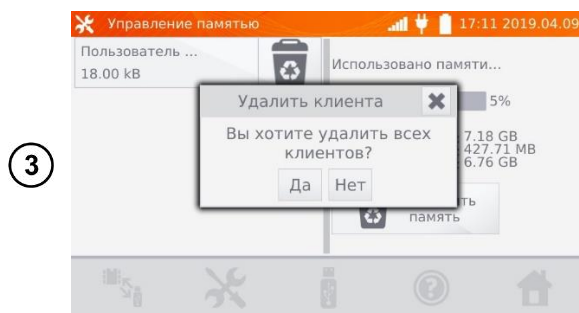 3
Управление памятью 17:11 2019.04.09
Пользователь ...
18.00 kB
Использовано памяти...
5%
Удалить клиента
Вы хотите удалить всех
клиентов?
Да Нет
7.18 GB
427.71 MB
6.76 GB
память